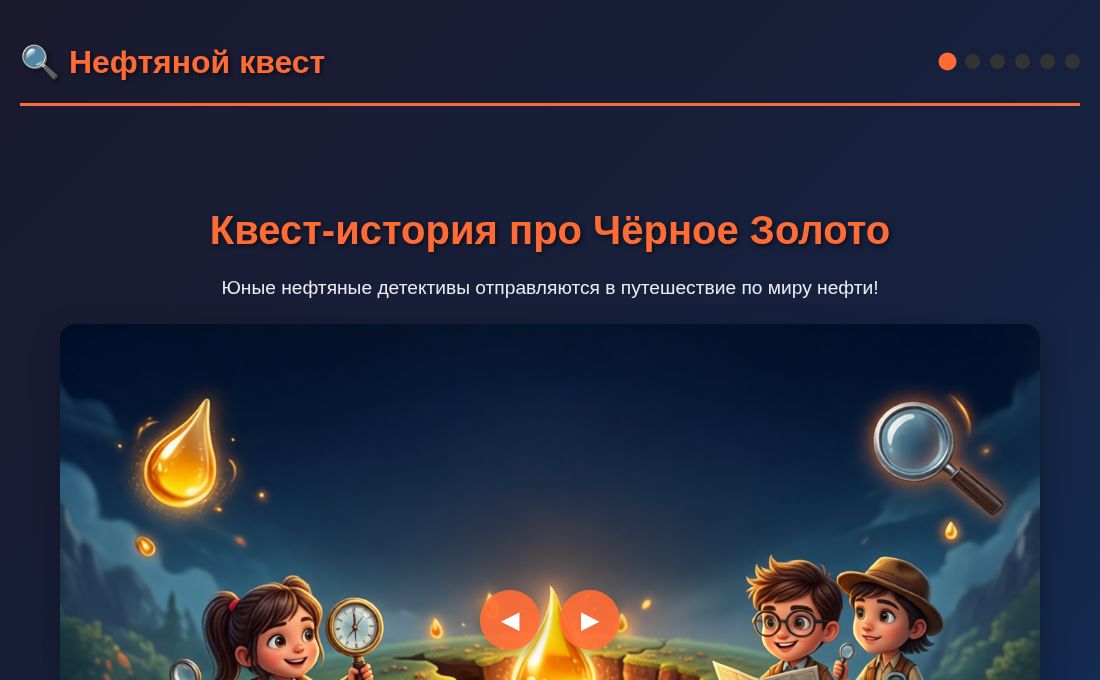 Нефтяной квест
Квест-история про Чёрное Золото
Юные нефтяные детективы отправляются в путешествие по миру нефти!